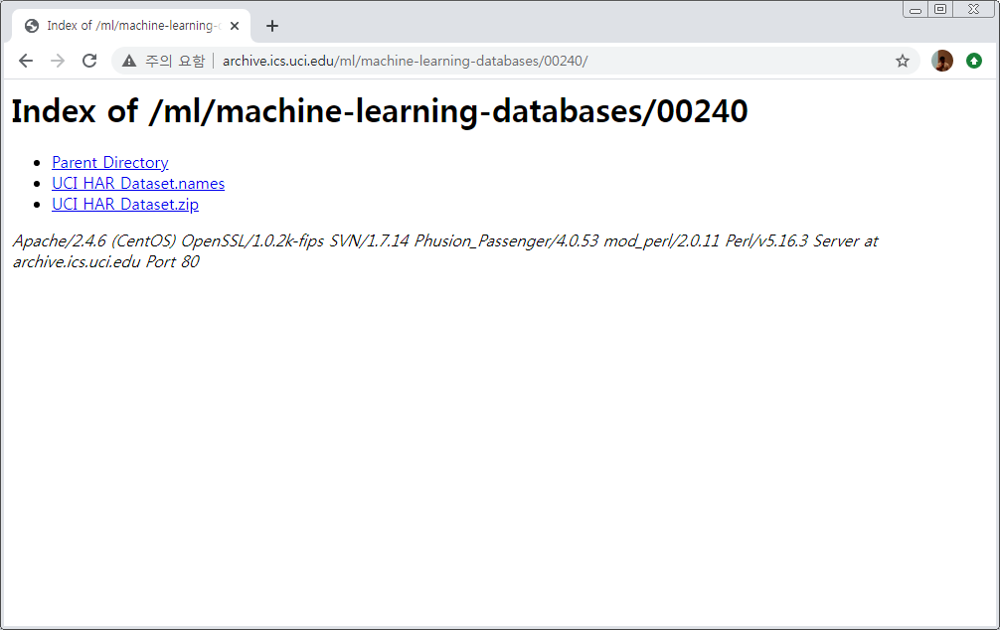 Index of /ml/machine-learning-
주의 요함
archive.ics.uci.edu/ml/machine-learning-databases/00240/
Index of /ml/machine-learning-databases/00240
Parent Directory
UCI HAR Dataset.names
UCI HAR Dataset.zip
Apache/2.4.6 (CentOS) OpenSSL/1.0.2k-fips SVN/1.7.14 Phusion_Passenger/4.0.53 mod_perl/2.0.11 Perl/v5.16.3 Server at
archive.ics.uci.edu Port 80